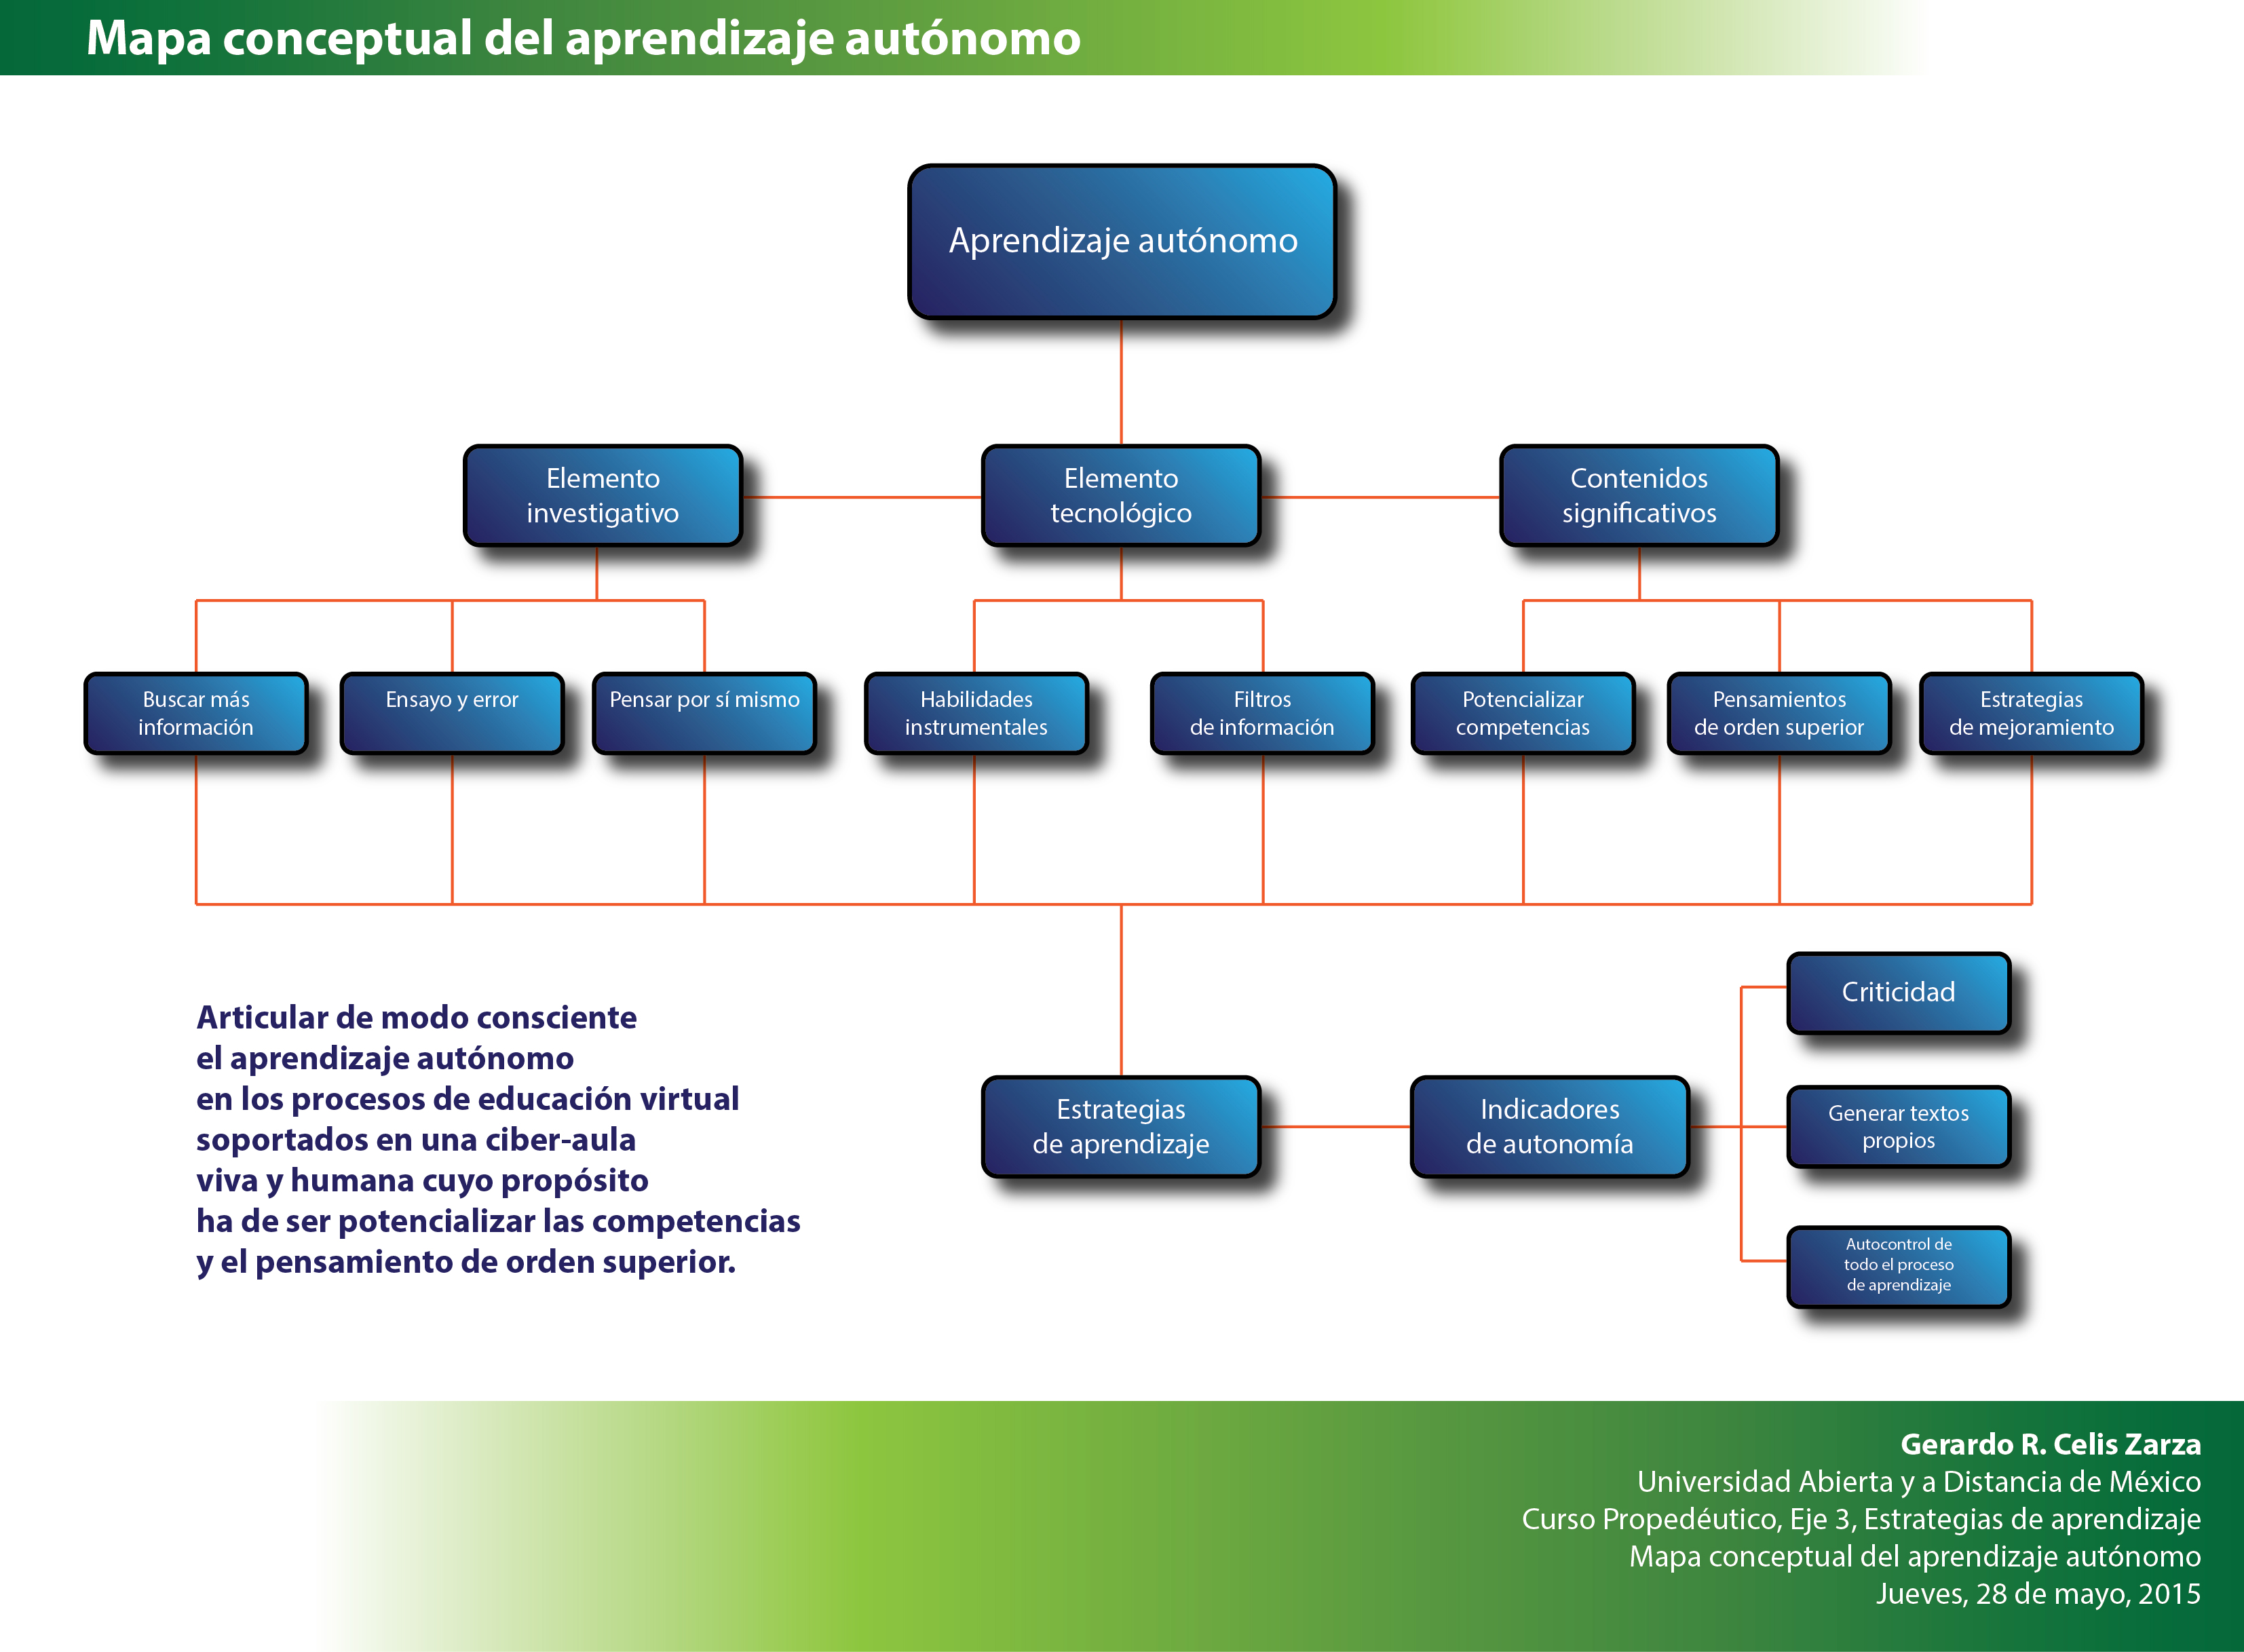 Mapa conceptual del aprendizaje autónomo
Aprendizaje autónomo
Elemento
investigativo
Elemento
tecnológico
Contenidos
significativos
Buscar más
información
Ensayo y error
Pensar por sí mismo
Habilidades
instrumentales
Filtros
de información
Potencializar
competencias
Pensamientos
de orden superior
Estrategias
de mejoramiento
Articular de modo consciente
el aprendizaje autónomo
en los procesos de educación virtual
soportados en una ciber-aula
viva y humana cuyo propósito
ha de ser potencializar las competencias
y el pensamiento de orden superior.
Estrategias
de aprendizaje
Indicadores
de autonomía
Criticidad
Generar textos
propios
Autocontrol de
todo el proceso
de aprendizaje
Gerardo R. Celis Zarza
Universidad Abierta y a Distancia de México
Curso Propedéutico, Eje 3, Estrategias de aprendizaje
Mapa conceptual del aprendizaje autónomo
Jueves, 28 de mayo, 2015